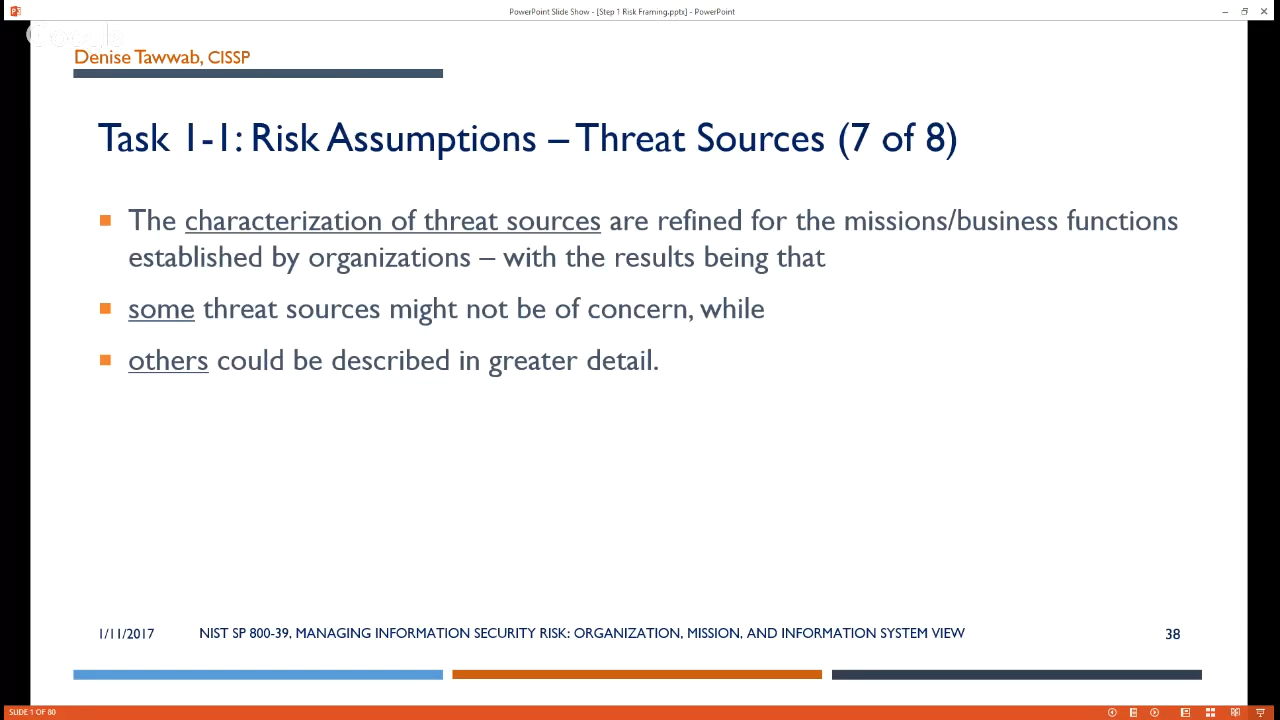 PowerPoint Slide Show - [Step 1 Risk Framing.pptx] - PowerPoint
Denise Tawwab, CISSP
Task 1-1: Risk Assumptions – Threat Sources (7 of 8)
The characterization of threat sources are refined for the missions/business functions
established by organizations – with the results being that
some threat sources might not be of concern, while
others could be described in greater detail.
1/11/2017
NIST SP 800-39, MANAGING INFORMATION SECURITY RISK: ORGANIZATION, MISSION, AND INFORMATION SYSTEM VIEW
38
SLIDE 1 OF 80